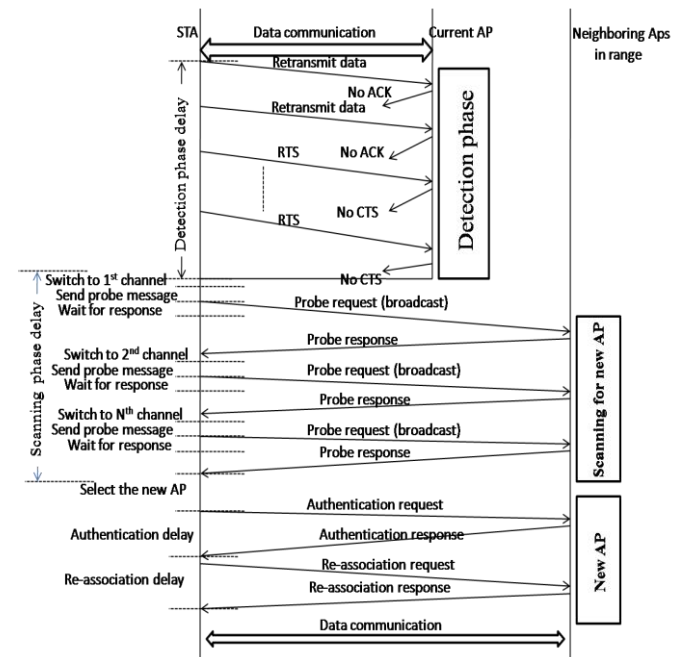 STA
Data communication
Current AP
Neighboring Aps
in range
Retransmit data
No ACK
Retransmit data
RTS
No ACK
No CTS
RTS
No CTS
Detection phase delay
Detection phase
Switch to 1st channel
Send probe message
Wait for response
Probe request (broadcast)
Probe response
Switch to 2nd channel
Send probe message
Wait for response
Probe request (broadcast)
Probe response
Switch to Nth channel
Send probe message
Wait for response
Probe request (broadcast)
Probe response
Scanning phase delay
Scanning for new AP
Select the new AP
Authentication request
Authentication delay
Authentication response
Re-association request
Re-association delay
Re-association response
New AP
Data communication